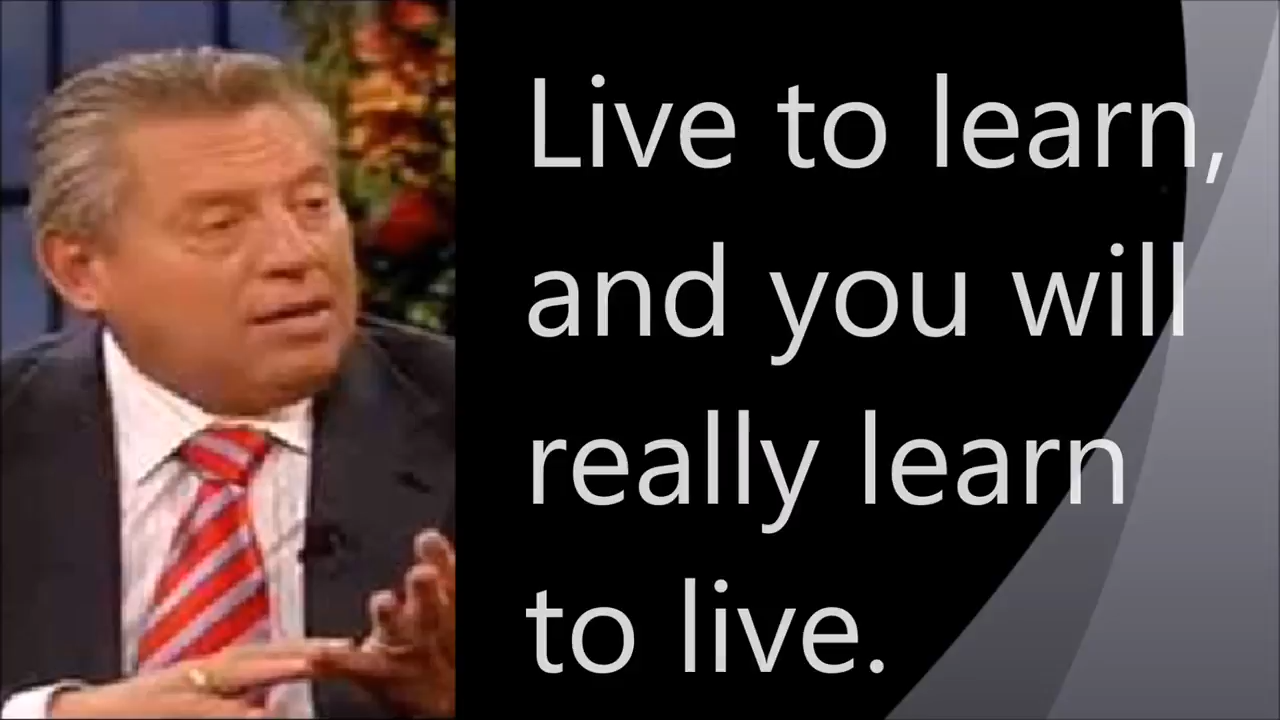 Live to learn,
and you will
really learn
to live.